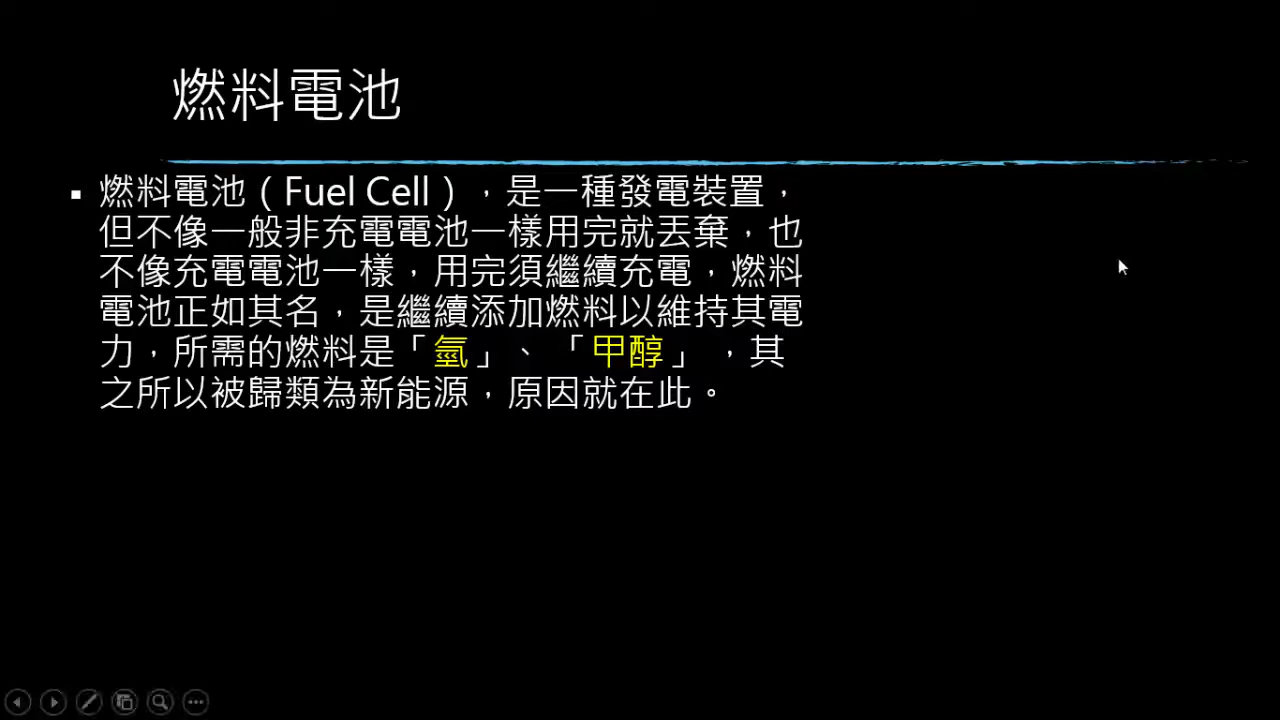 燃料電池
▪ 燃料電池（Fuel Cell），是一種發電裝置，
但不像一般非充電電池一樣用完就丟棄，也
不像充電電池一樣，用完須繼續充電，燃料
電池正如其名，是繼續添加燃料以維持其電
力，所需的燃料是「氫」、「甲醇」，其
之所以被歸類為新能源，原因就在此。